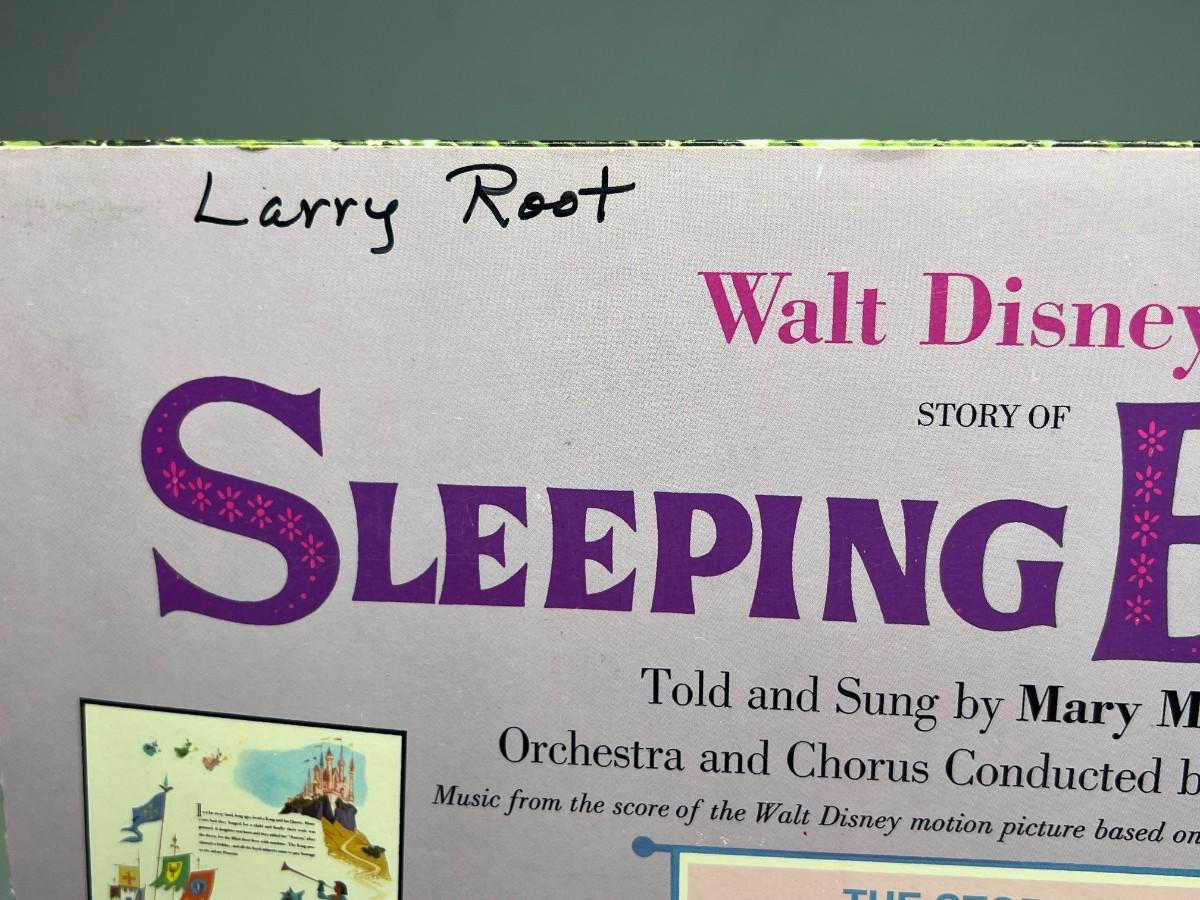 Larry Root
Walt Disney
STORY OF
SLEEPING
Told and Sung by Mary M
Orchestra and Chorus Conducted b
Music from the score of the Walt Disney motion picture based on